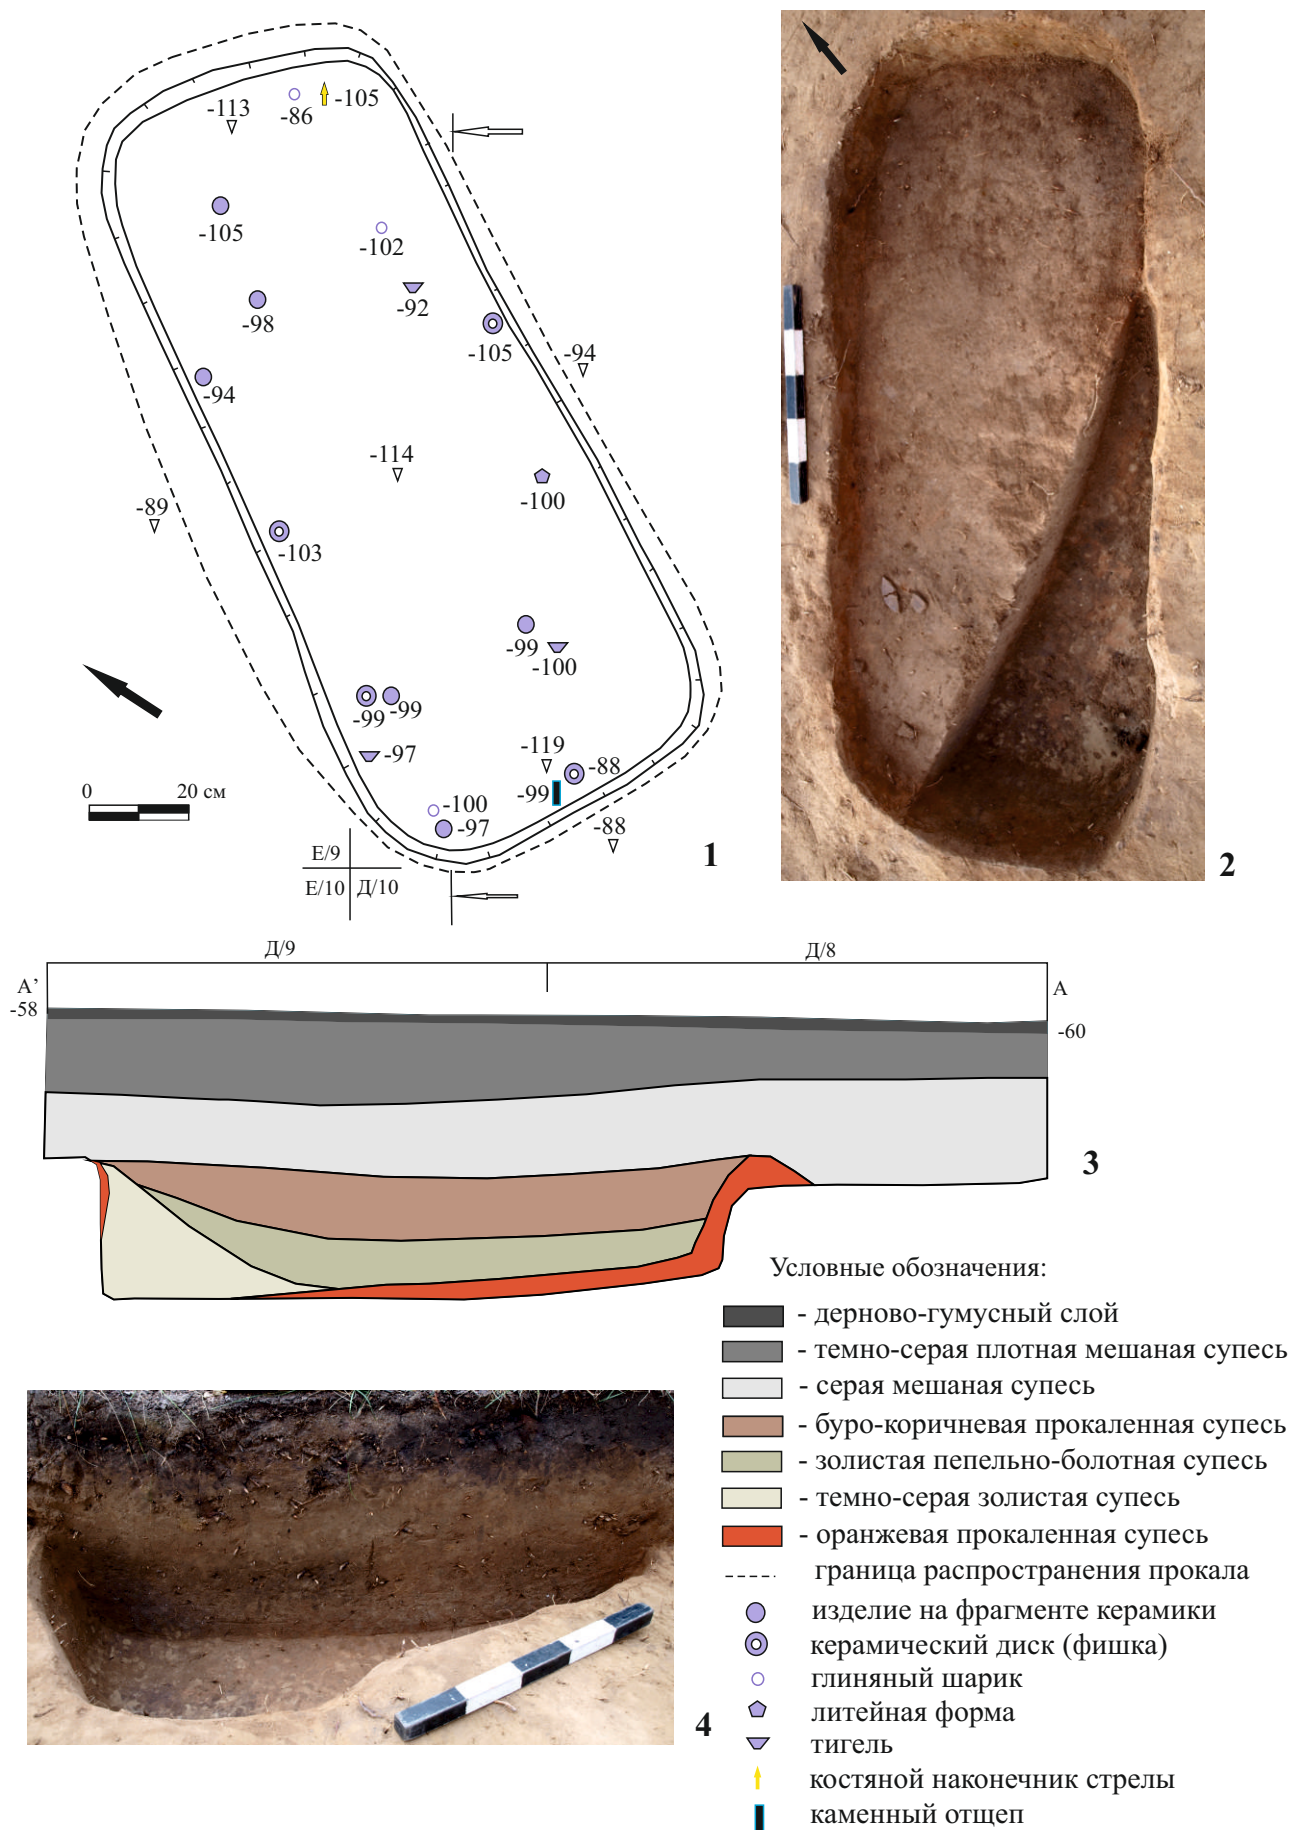 -113
-86
-105
-105
-102
-98
-92
-105
-94
-94
-114
-100
-89
-103
-99
-100
-99
-99
-97
-119
-88
-99
-100
-97
-88
0 20 см
Е/9
Е/10 Д/10
1
2
Д/9 Д/8
А’ А
-58
-60
3
Условные обозначения:
- дерново-гумусный слой
- темно-серая плотная мешаная супесь
- серая мешаная супесь
- буро-коричневая прокаленная супесь
- золистая пепельно-болотная супесь
- темно-серая золистая супесь
- оранжевая прокаленная супесь
граница распространения прокала
изделие на фрагменте керамики
керамический диск (фишка)
глиняный шарик
литейная форма
тигель
костяной наконечник стрелы
каменный отщеп
4